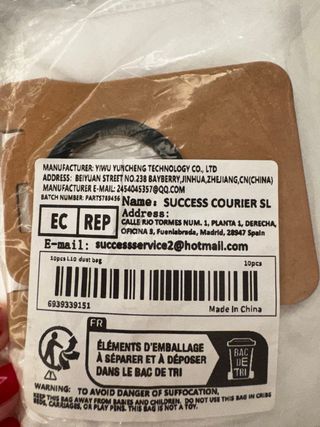 MANUFACTURER: YIWU YUNCHENG TECHNOLOGY CO., LTD
ADDRESS: BEIYUAN STREET NO.238 BAYBERRY,JINHUA,ZHEJIANG,CN(CHINA)
MANUFACTURER E-MAIL: 2454045357@QQ.COM
BATCH NUMBER: PARTS789456
EC REP
Name: SUCCESS COURIER SL
Address:
CALLE RIO TORMES NUM. 1, PLANTA 1, DERECHA,
OFICINA 3, Fuenlabrada, Madrid, 28947 Spain
E-mail: successservice2@hotmail.com
10pcs L10 dust bag 10pcs
6939339151 Made in China
FR
ÉLÉMENTS D'EMBALLAGE
À SÉPARER ET À DÉPOSER
DANS LE BAC DE TRI
BAC
DE
TRI
WARNING: TO AVOID DANGER OF SUFFOCATION,
KEEP THIS BAG AWAY FROM BABIES AND CHILDREN. DO NOT USE THIS BAG IN CRIBS,
BEDS, CARRIAGES, OR PLAY PENS. THIS BAG IS NOT A TOY.